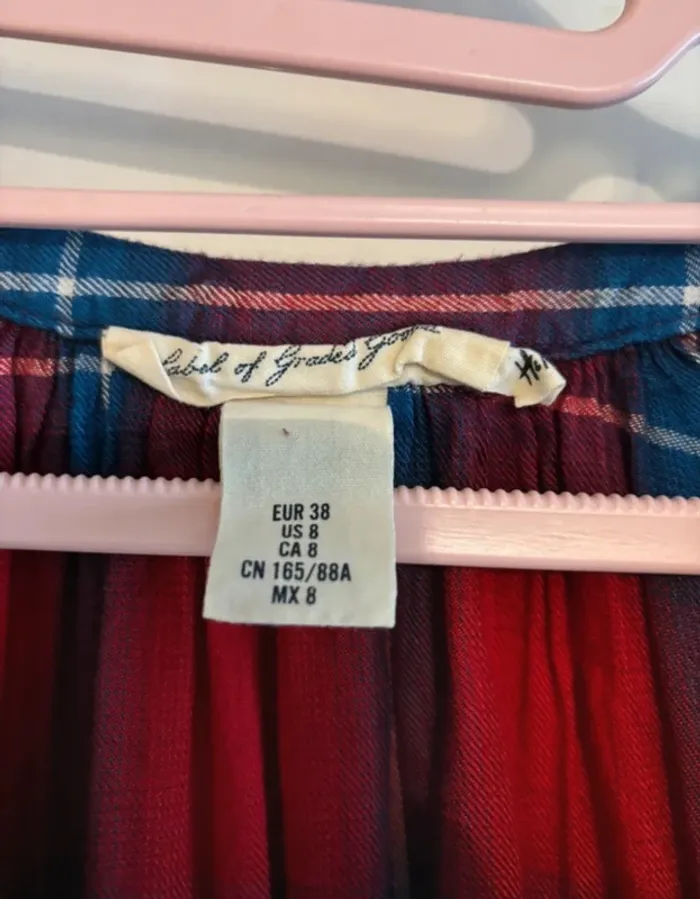 Label of Graded Goods
EUR 38
US 8
CA 8
CN 165/88A
MX 8